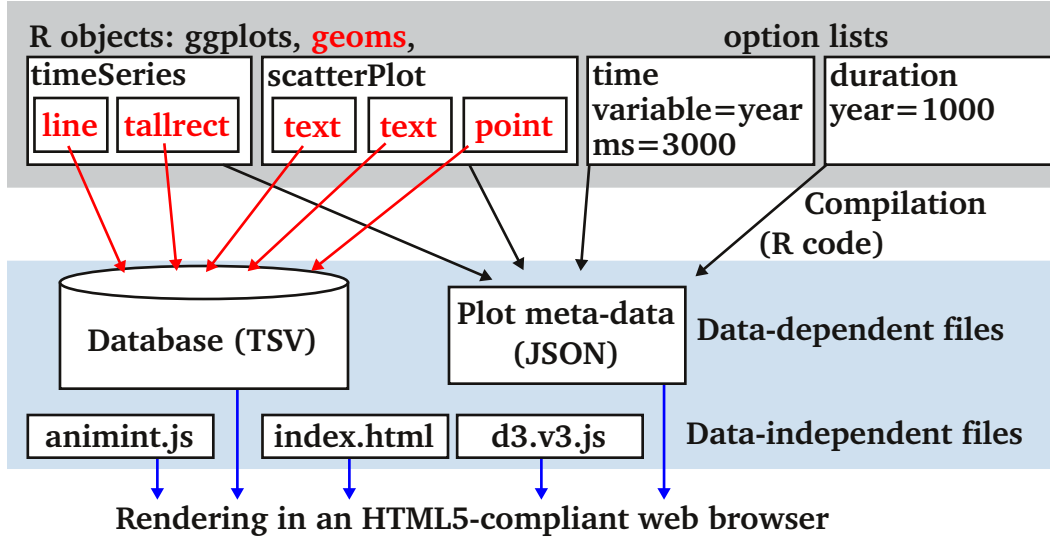 R objects: ggplots, geoms, option lists
timeSeries
line tallrect
scatterPlot
text text point
time
variable=year
ms=3000
duration
year=1000
Compilation
(R code)
Database (TSV)
Plot meta-data
(JSON)
Data-dependent files
animint.js index.html d3.v3.js
Data-independent files
Rendering in an HTML5-compliant web browser